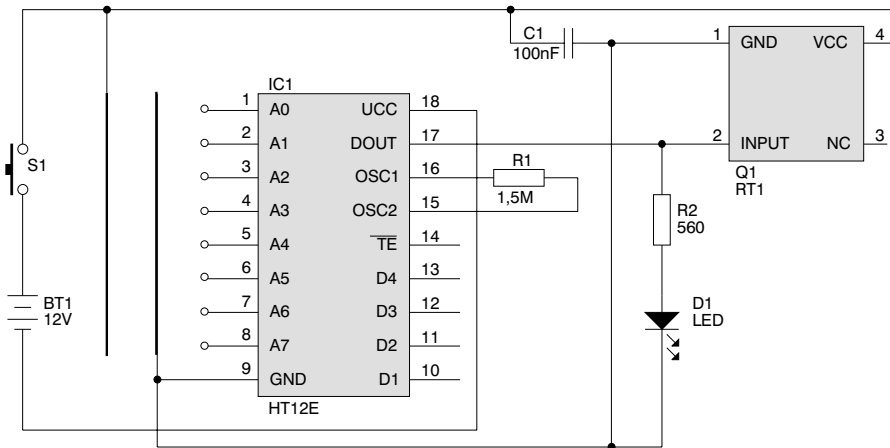 C1
100nF
1
GND
VCC
4
2
INPUT
NC
3
Q1
RT1
IC1
1
A0
UCC
18
2
A1
DOUT
17
3
A2
OSC1
16
4
A3
OSC2
15
5
A4
TE
14
6
A5
D4
13
7
A6
D3
12
8
A7
D2
11
9
GND
D1
10
HT12E
S1
BT1
12V
R1
1,5M
R2
560
D1
LED